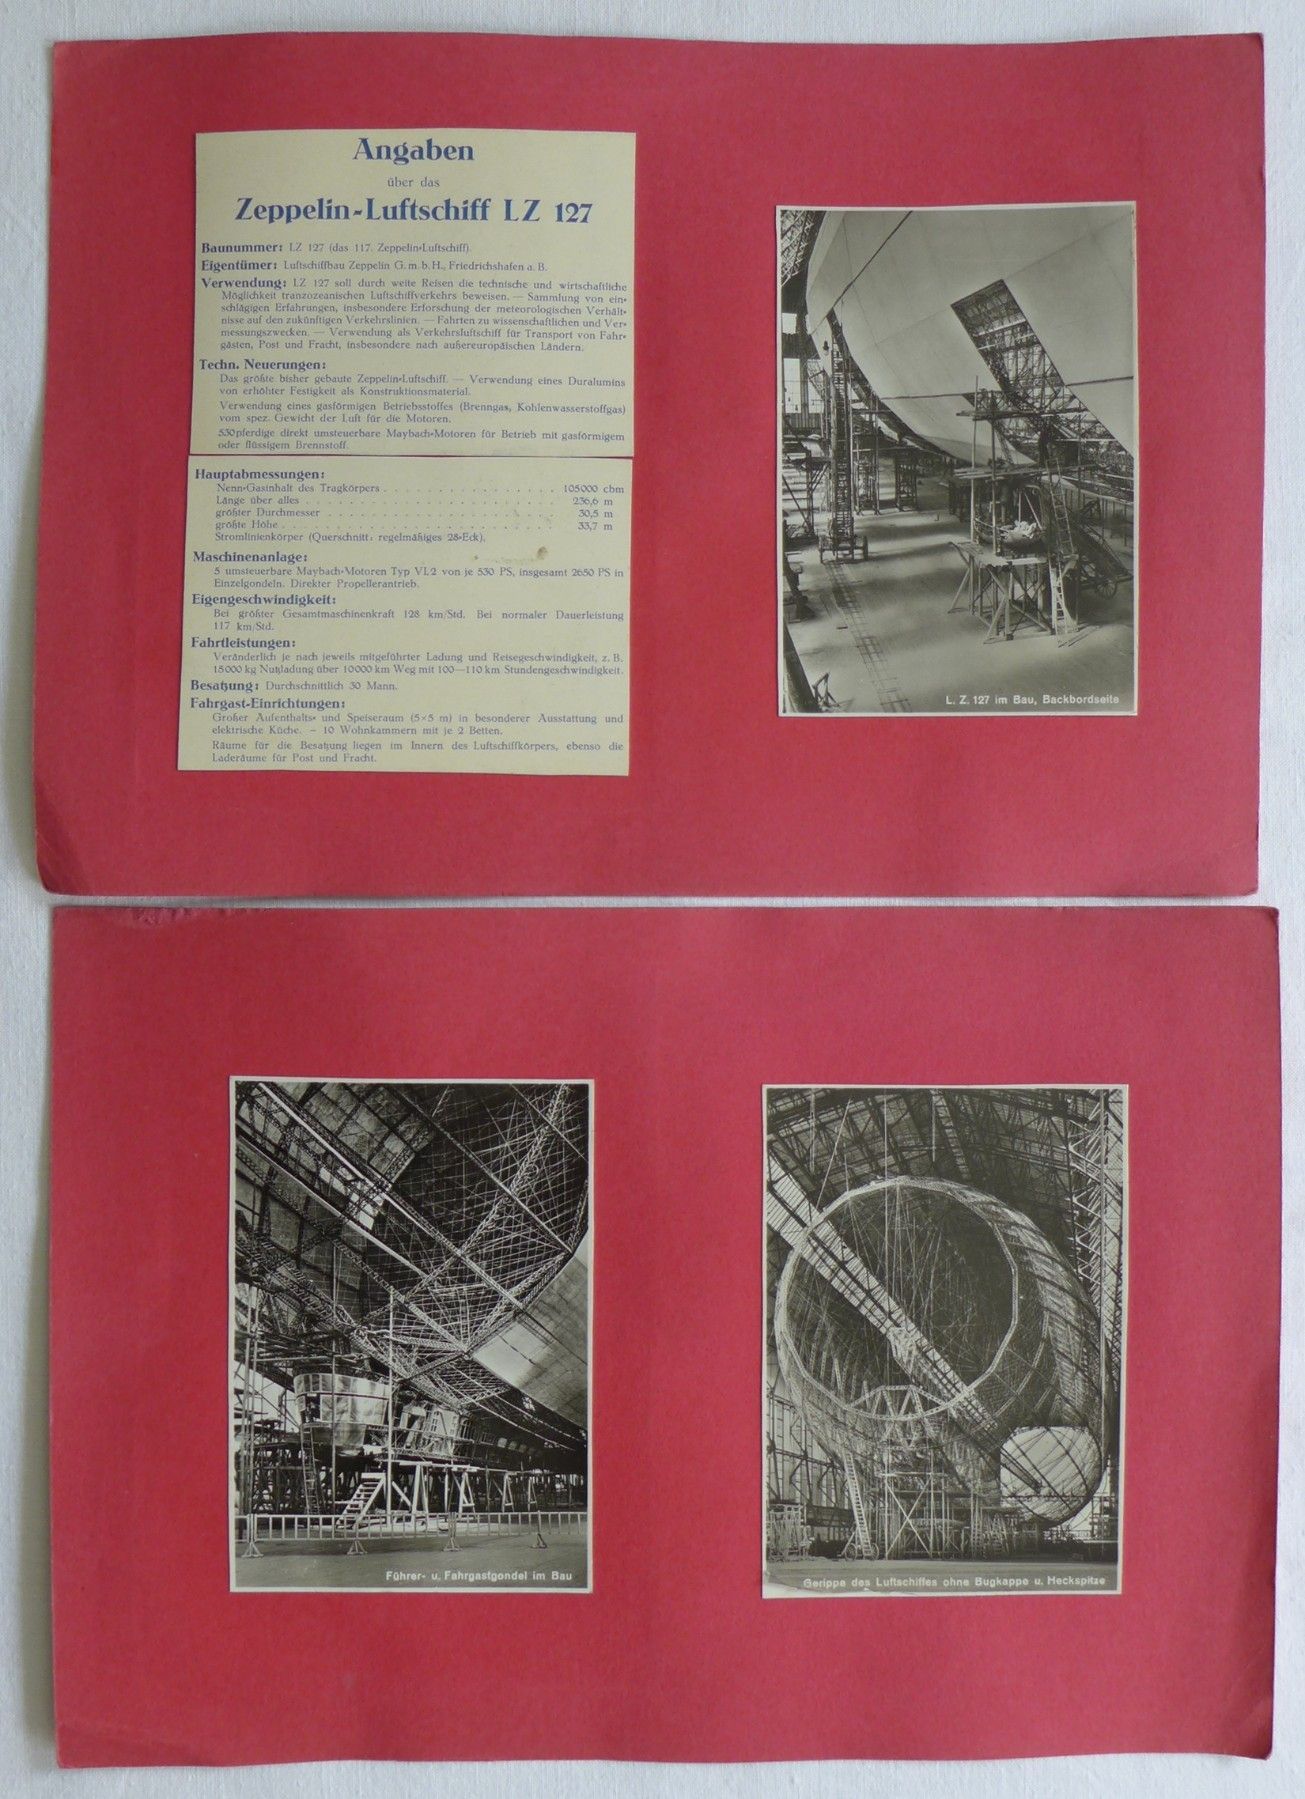 Angaben
über das
Zeppelin-Luftschiff LZ 127
Baunummer: LZ 127 (das 117. Zeppelin-Luftschiff).
Eigentümer: Luftschiffbau Zeppelin G. m. b. H., Friedrichshafen a. B.
Verwendung: LZ 127 soll durch weite Reisen die technische und wirtschaftliche
Möglichkeit tranzozeanischen Luftschiffverkehrs beweisen. — Sammlung von ein-
schlägigen Erfahrungen, insbesondere Erforschung der meteorologischen Verhält-
nisse auf den zukünftigen Verkehrslinien. — Fahrten zu wissenschaftlichen und Ver-
messungszwecken. — Verwendung als Verkehrsluftschiff für Transport von Fahr-
gästen, Post und Fracht, insbesondere nach außereuropäischen Ländern.
Techn. Neuerungen:
Das größte bisher gebaute Zeppelin-Luftschiff. — Verwendung eines Duralumins
von erhöhter Festigkeit als Konstruktionsmaterial.
Verwendung eines gasförmigen Betriebsstoffes (Brenngas, Kohlenwasserstoffgas)
vom spez. Gewicht der Luft für die Motoren.
530pferdige direkt umsteuerbare Maybach-Motoren für Betrieb mit gasförmigem
oder flüssigem Brennstoff.
Hauptabmessungen:
Nenn-Gasinhalt des Tragkörpers . . . . . . . . . . . . . . 105000 cbm
Länge über alles . . . . . . . . . . . . . . . . . . . . 236,6 m
größter Durchmesser . . . . . . . . . . . . . . . . . . 30,5 m
größte Höhe . . . . . . . . . . . . . . . . . . . . . . 33,7 m
Stromlinienkörper (Querschnitt: regelmäßiges 28-Eck).
Maschinenanlage:
5 umsteuerbare Maybach-Motoren Typ VL2 von je 530 PS, insgesamt 2650 PS in
Einzelgondeln. Direkter Propellerantrieb.
Eigengeschwindigkeit:
Bei größter Gesamtmaschinenkraft 128 km/Std. Bei normaler Dauerleistung
117 km/Std.
Fahrtleistungen:
Veränderlich je nach jeweils mitgeführter Ladung und Reisegeschwindigkeit, z. B.
15000 kg Nutzladung über 10000 km Weg mit 100—110 km Stundengeschwindigkeit.
Besatzung: Durchschnittlich 30 Mann.
Fahrgast-Einrichtungen:
Großer Aufenthalts- und Speiseraum (5×5 m) in besonderer Ausstattung und
elektrische Küche. – 10 Wohnkammern mit je 2 Betten.
Räume für die Besatzung liegen im Innern des Luftschiffkörpers, ebenso die
Laderäume für Post und Fracht.
L. Z. 127 im Bau, Backbordseite
Führer- u. Fahrgastgondel im Bau
Gerippe des Luftschiffes ohne Bugkappe u. Heckspitze